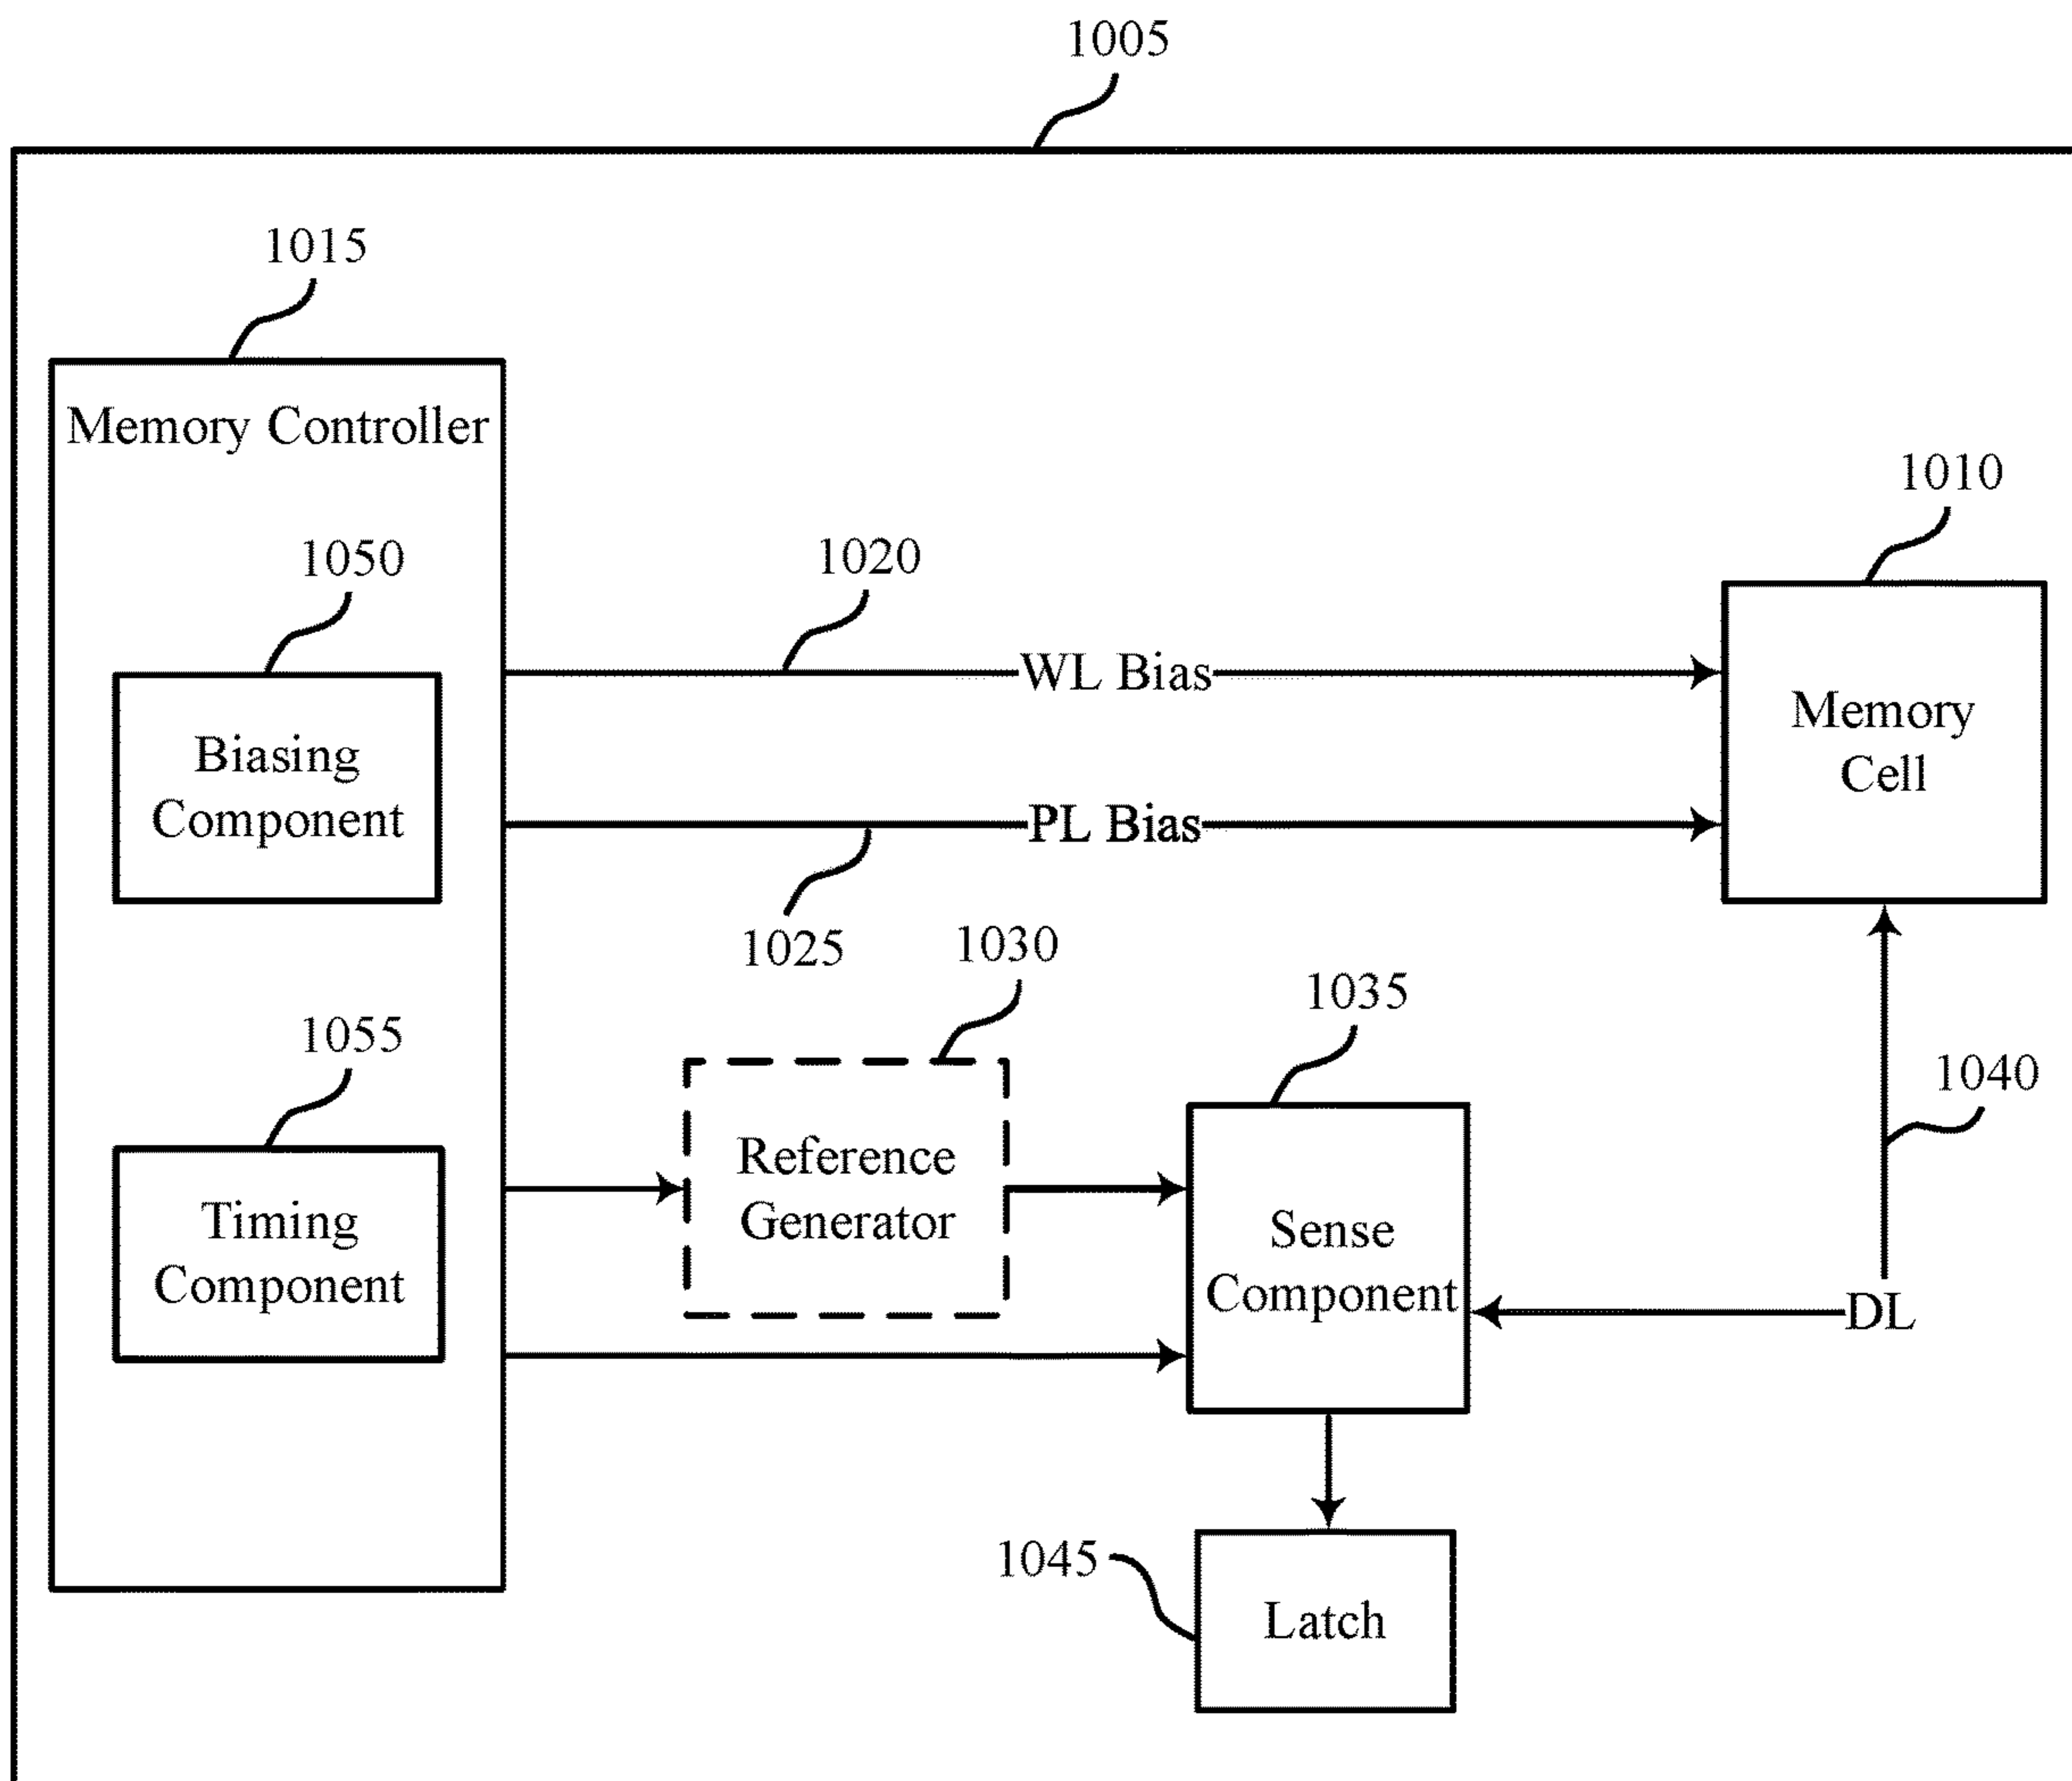 1005
1015
Memory Controller
1010
1050
1020
WL Bias
Memory
Cell
Biasing
Component
PL Bias
1025
1030
1035
1055
1040
Reference
Generator
Sense
Component
Timing
Component
DL
1045
Latch